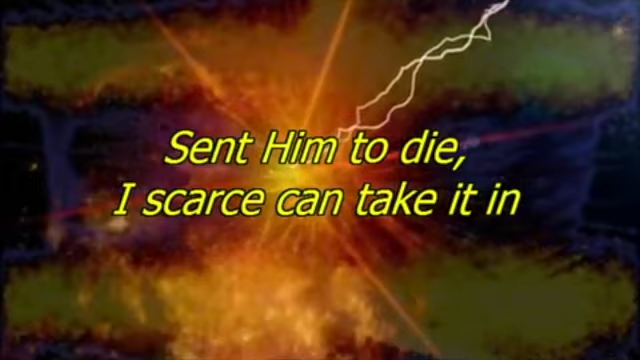 Sent Him to die,
I scarce can take it in